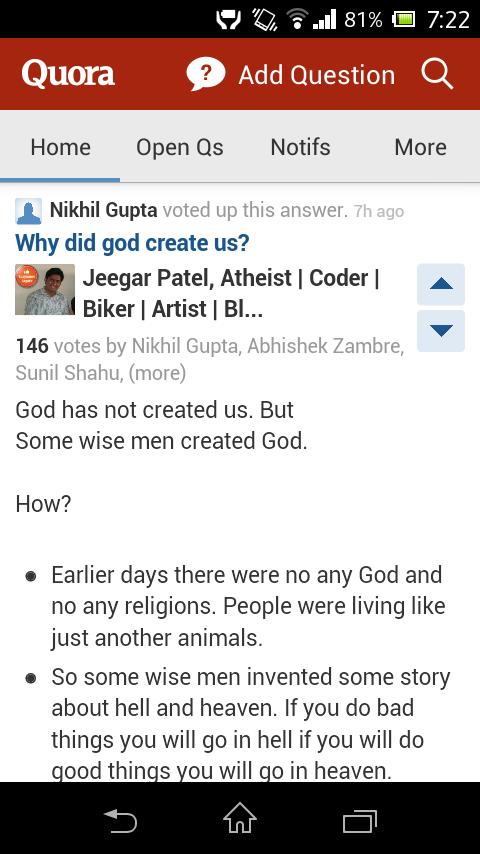 81% 7:22
Quora ? Add Question
Home Open Qs Notifs More
Nikhil Gupta voted up this answer. 7h ago
Why did god create us?
Jeegar Patel, Atheist | Coder |
Biker | Artist | Bl...
146 votes by Nikhil Gupta, Abhishek Zambre,
Sunil Shahu, (more)
God has not created us. But
Some wise men created God.
How?
Earlier days there were no any God and
no any religions. People were living like
just another animals.
So some wise men invented some story
about hell and heaven. If you do bad
things you will go in hell if you will do
good things you will go in heaven.